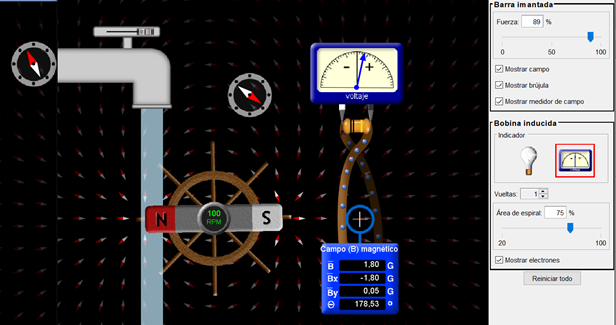 voltaje
- +
N
100
RPM
S
Campo (B) magnético
B 1,80 G
Bx -1,80 G
By 0,05 G
Θ 178,53 º
Barra imantada
Fuerza: 89 %
0 50 100
Mostrar campo
Mostrar brújula
Mostrar medidor de campo
Bobina inducida
Indicador
voltaje
Vueltas: 1
Área de espiral: 75 %
20 100
Mostrar electrones
Reiniciar todo